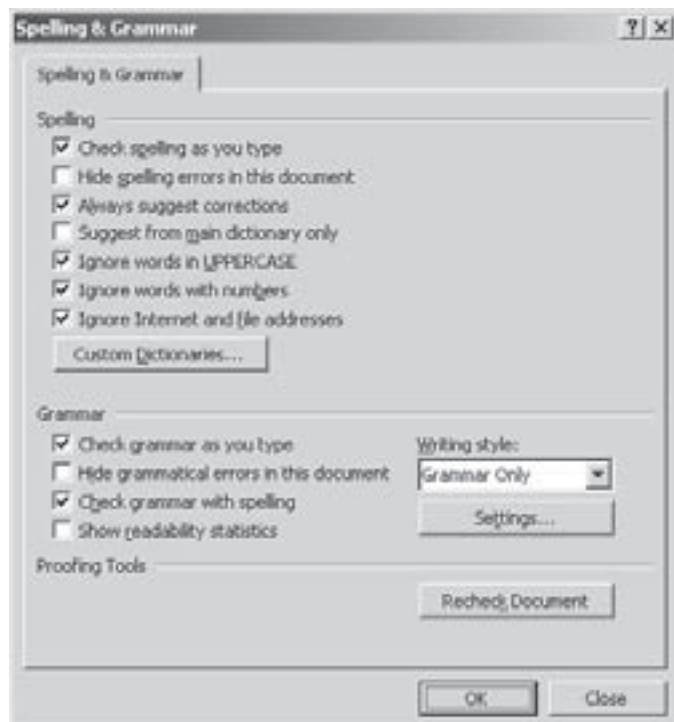 Spelling & Grammar
Spelling & Grammar
Spelling
Check spelling as you type
Hide spelling errors in this document
Always suggest corrections
Suggest from main dictionary only
Ignore words in UPPERCASE
Ignore words with numbers
Ignore Internet and file addresses
Custom Dictionaries...
Grammar
Check grammar as you type
Writing style:
Hide grammatical errors in this document
Grammar Only
Check grammar with spelling
Settings...
Show readability statistics
Proofing Tools
Recheck Document
OK
Close